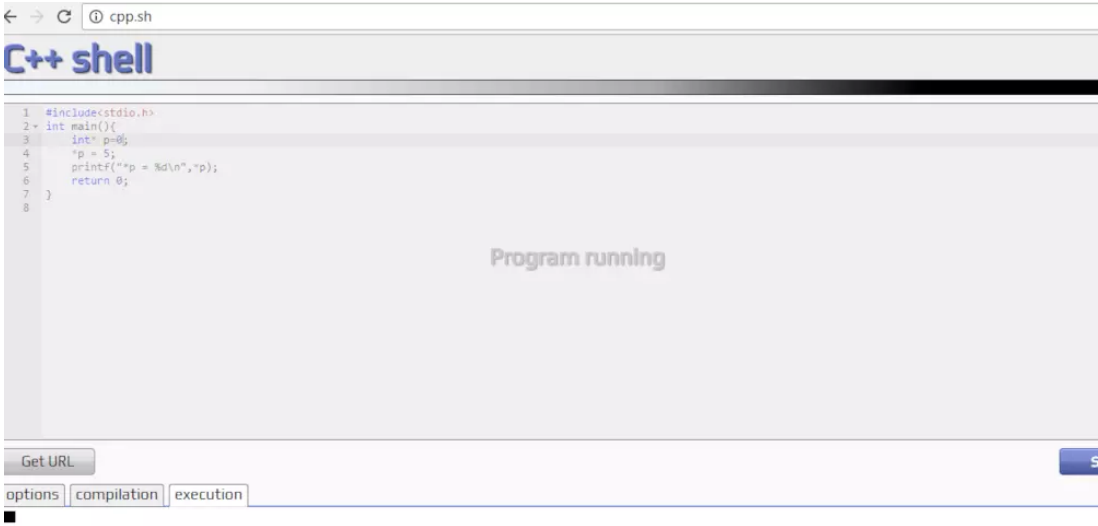 cpp.sh
C++ shell
1 #include<stdio.h>
2 int main(){
3 int* p=0;
4 *p = 5;
5 printf("*p = %d\n",*p);
6 return 0;
7 }
8
Program running
Get URL
S
options compilation execution